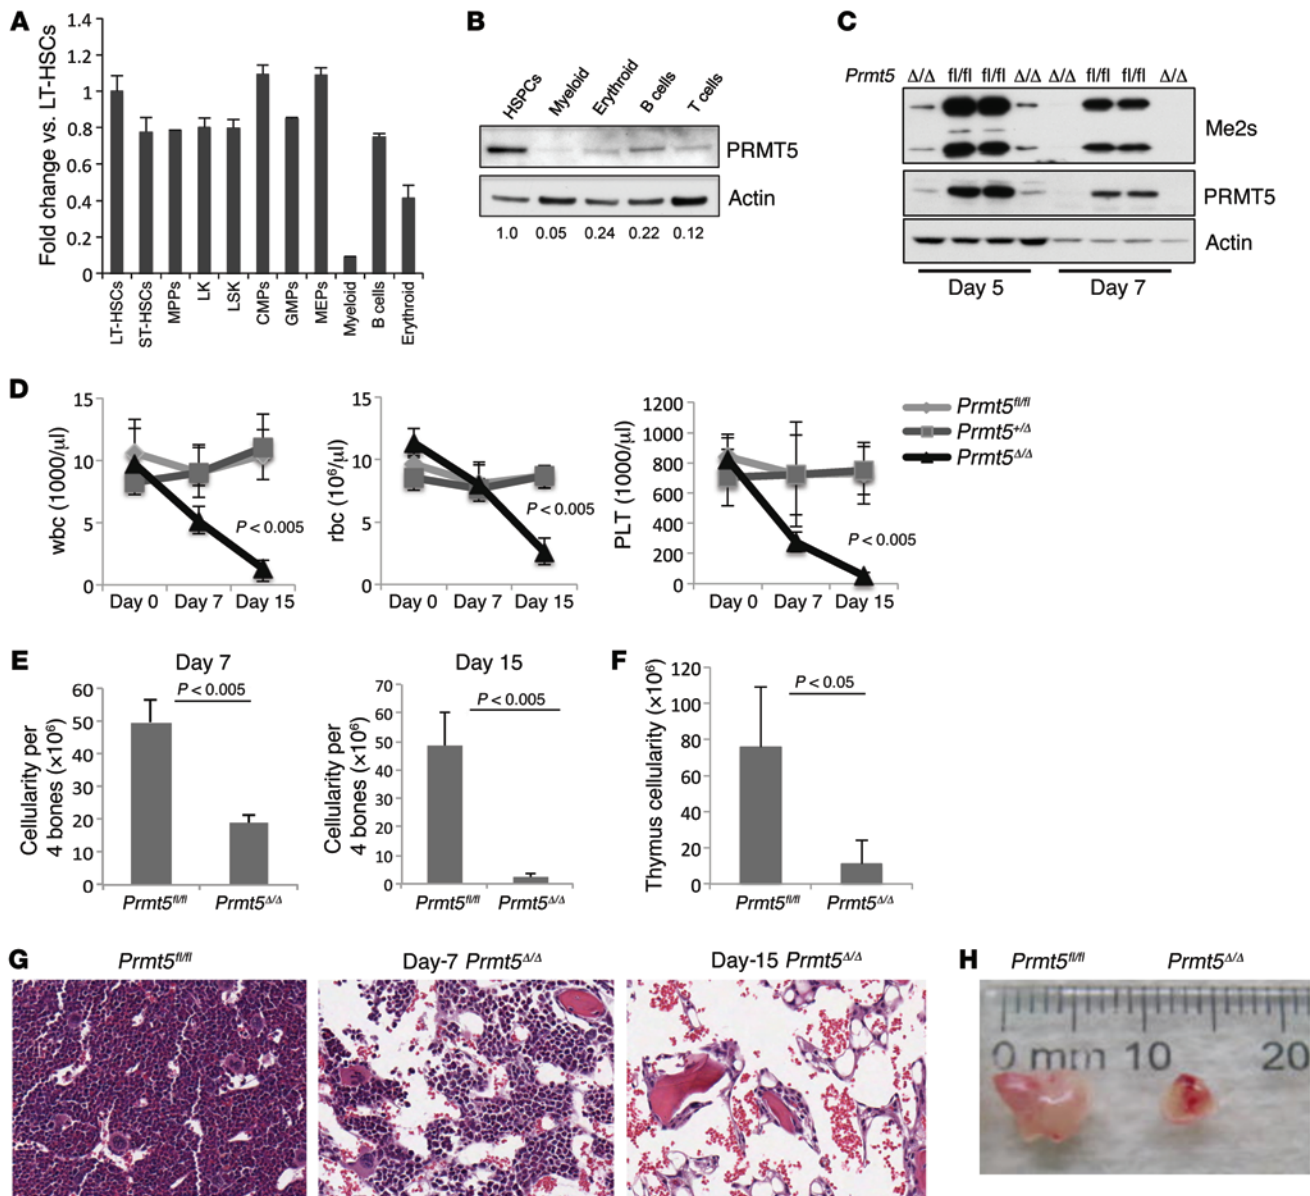 A
Fold change vs. LT-HSCs
1.4
1.2
1
0.8
0.6
0.4
0.2
0
LT-HSCs
ST-HSCs
MPPs
LK
LSK
CMPs
GMPs
MEPs
Myeloid
B cells
Erythroid
B
HSPCs
Myeloid
Erythroid
B cells
T cells
PRMT5
Actin
1.0 0.05 0.24 0.22 0.12
C
Prmt5 Δ/Δ fl/fl fl/fl Δ/Δ Δ/Δ fl/fl fl/fl Δ/Δ
Me2s
PRMT5
Actin
Day 5 Day 7
D
wbc (1000/µl)
15
10
5
0
P < 0.005
Day 0 Day 7 Day 15
rbc (10⁶/µl)
15
10
5
0
P < 0.005
Day 0 Day 7 Day 15
PLT (1000/µl)
1200
1000
800
600
400
200
0
P < 0.005
Day 0 Day 7 Day 15
Prmt5fl/fl
Prmt5+/Δ
Prmt5Δ/Δ
E
Day 7
Cellularity per
4 bones (×10⁶)
60
50
40
30
20
10
0
P < 0.005
Prmt5fl/fl Prmt5Δ/Δ
Day 15
Cellularity per
4 bones (×10⁶)
70
60
50
40
30
20
10
0
P < 0.005
Prmt5fl/fl Prmt5Δ/Δ
F
Thymus cellularity (×10⁶)
120
100
80
60
40
20
0
P < 0.05
Prmt5fl/fl Prmt5Δ/Δ
G
Prmt5fl/fl
Day-7 Prmt5Δ/Δ
Day-15 Prmt5Δ/Δ
H
Prmt5fl/fl Prmt5Δ/Δ
0 mm 10 20